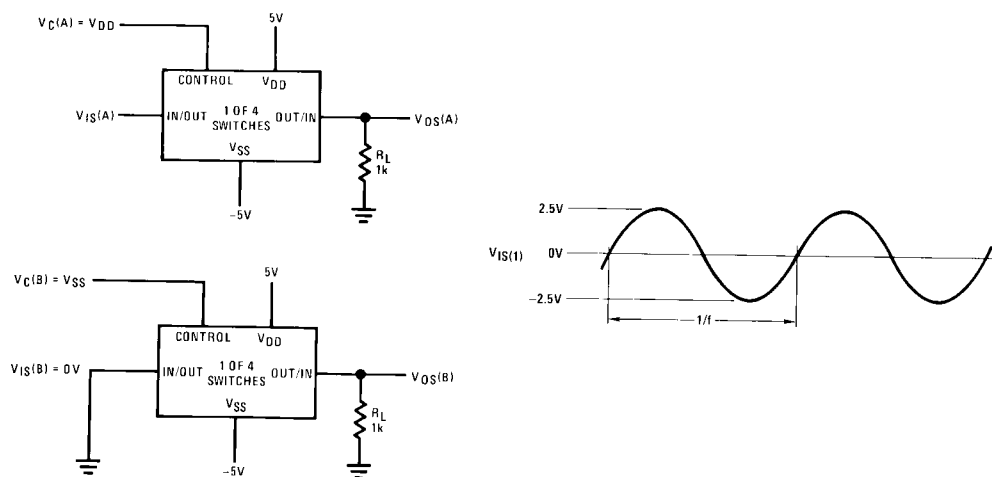 VC(A) = VDD
5V
CONTROL VDD
VIS(A)
IN/OUT 1 OF 4 SWITCHES OUT/IN
VOS(A)
VSS
RL
1k
-5V
VC(B) = VSS
5V
CONTROL VDD
VIS(B) = 0V
IN/OUT 1 OF 4 SWITCHES OUT/IN
VOS(B)
VSS
RL
1k
-5V
2.5V
VIS(1) 0V
-2.5V
1/f